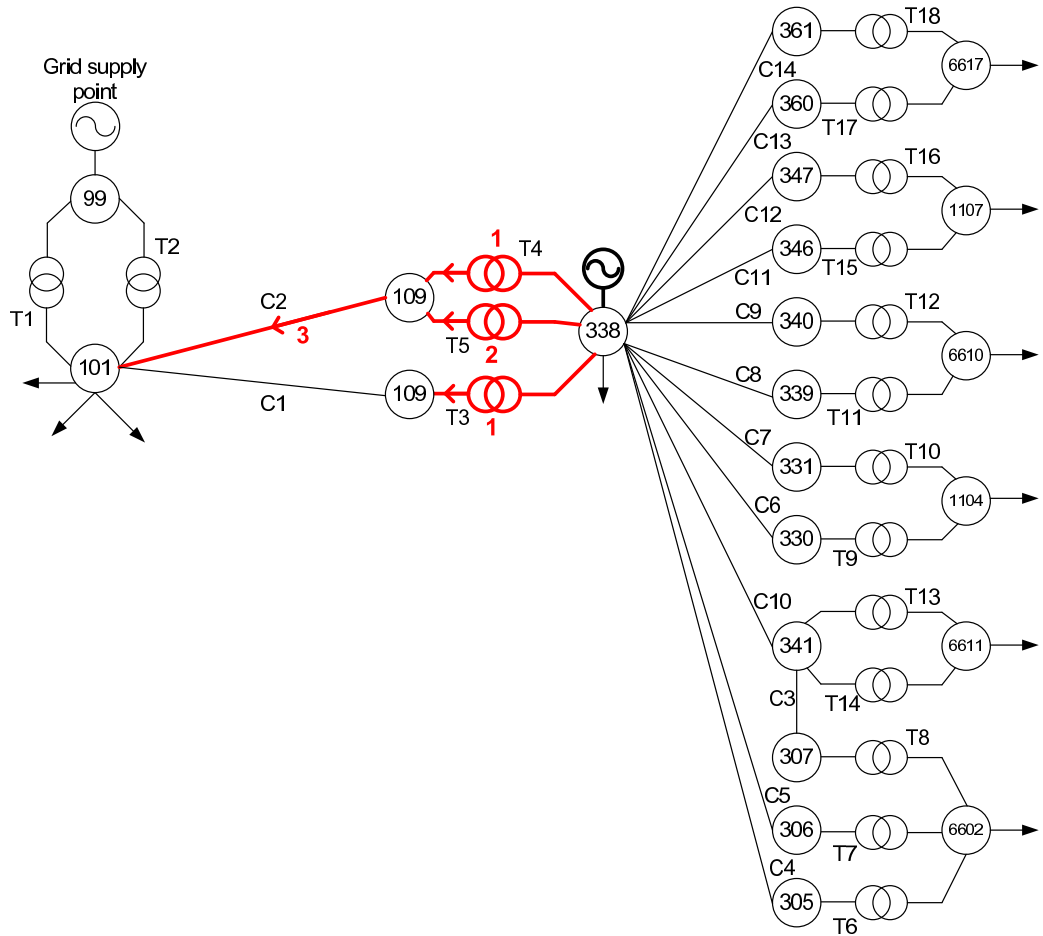 361
T18
C14
6617
Grid supply
point
360
T17
C13
99
347
T16
C12
1107
T2
1
T4
346
C11
T15
109
C2
T1
3
T5
2
338
C9
340
T12
101
6610
C8
C1
109
T3
1
339
T11
C7
331
T10
C6
1104
330
T9
C10
T13
341
6611
C3
T14
307
T8
C5
306
T7
6602
C4
305
T6